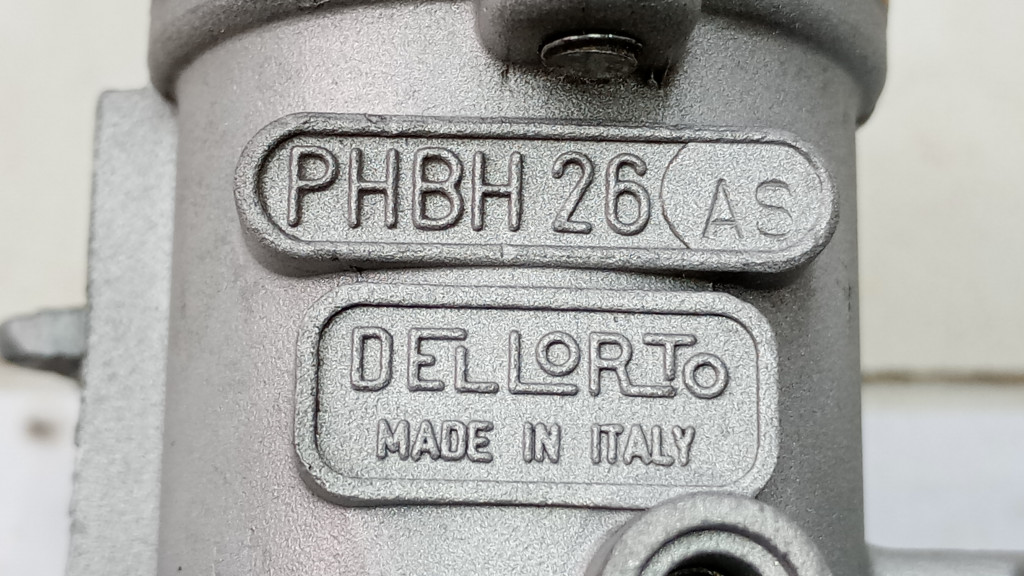 PHBH 26 AS
DELLORTO
MADE IN ITALY